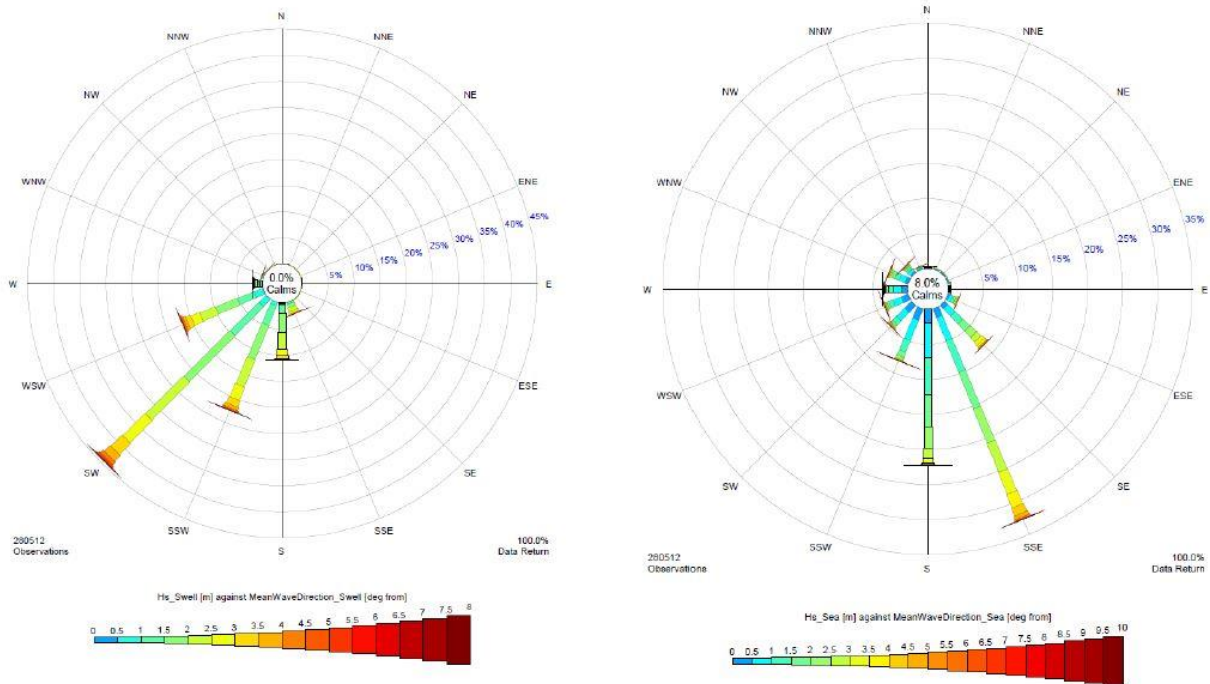 N
NNW
NNE
NW
NE
WNW
ENE
5% 10% 15% 20% 25% 30% 35% 40% 45%
0.0%
Calms
W
E
WSW
ESE
SW
SE
SSW
SSE
S
280512
Observations
100.0%
Data Return
Hs_Swell [m] against MeanWaveDirection_Swell [deg from]
0 0.5 1 1.5 2 2.5 3 3.5 4 4.5 5 5.5 6 6.5 7 7.5 8
N
NNW
NNE
NW
NE
WNW
ENE
5% 10% 15% 20% 25% 30% 35%
8.0%
Calms
W
E
WSW
ESE
SW
SE
SSW
SSE
S
280512
Observations
100.0%
Data Return
Hs_Sea [m] against MeanWaveDirection_Sea [deg from]
0 0.5 1 1.5 2 2.5 3 3.5 4 4.5 5 5.5 6 6.5 7 7.5 8 8.5 9 9.5 10